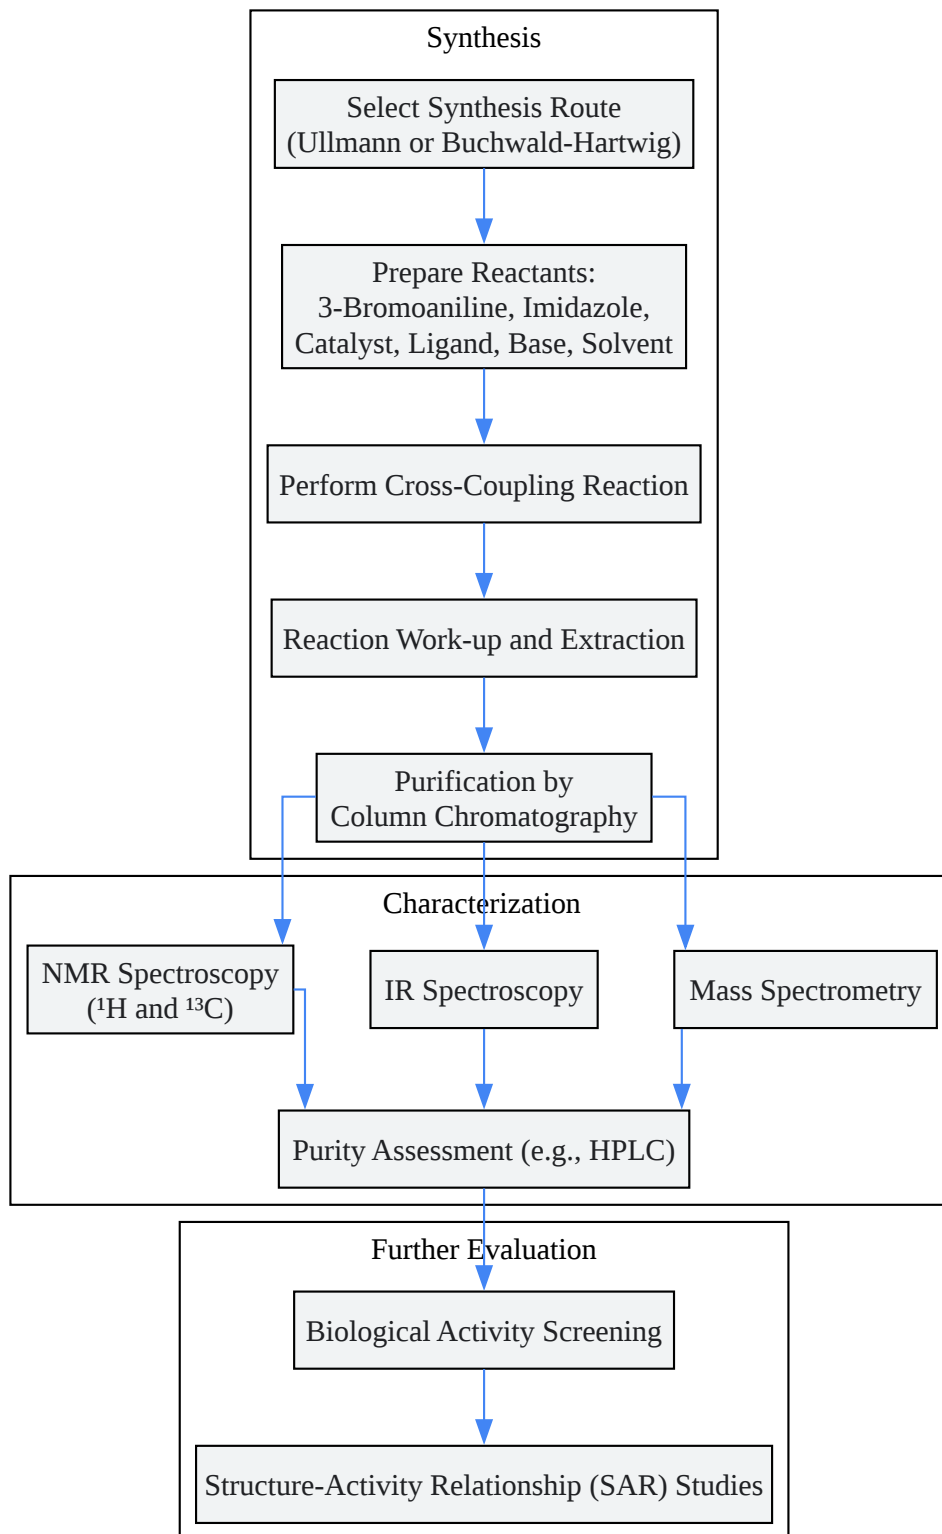 Synthesis
Select Synthesis Route
(Ullmann or Buchwald-Hartwig)
Prepare Reactants:
3-Bromoaniline, Imidazole,
Catalyst, Ligand, Base, Solvent
Perform Cross-Coupling Reaction
Reaction Work-up and Extraction
Purification by
Column Chromatography
Characterization
NMR Spectroscopy
(¹H and ¹³C)
IR Spectroscopy
Mass Spectrometry
Purity Assessment (e.g., HPLC)
Further Evaluation
Biological Activity Screening
Structure-Activity Relationship (SAR) Studies